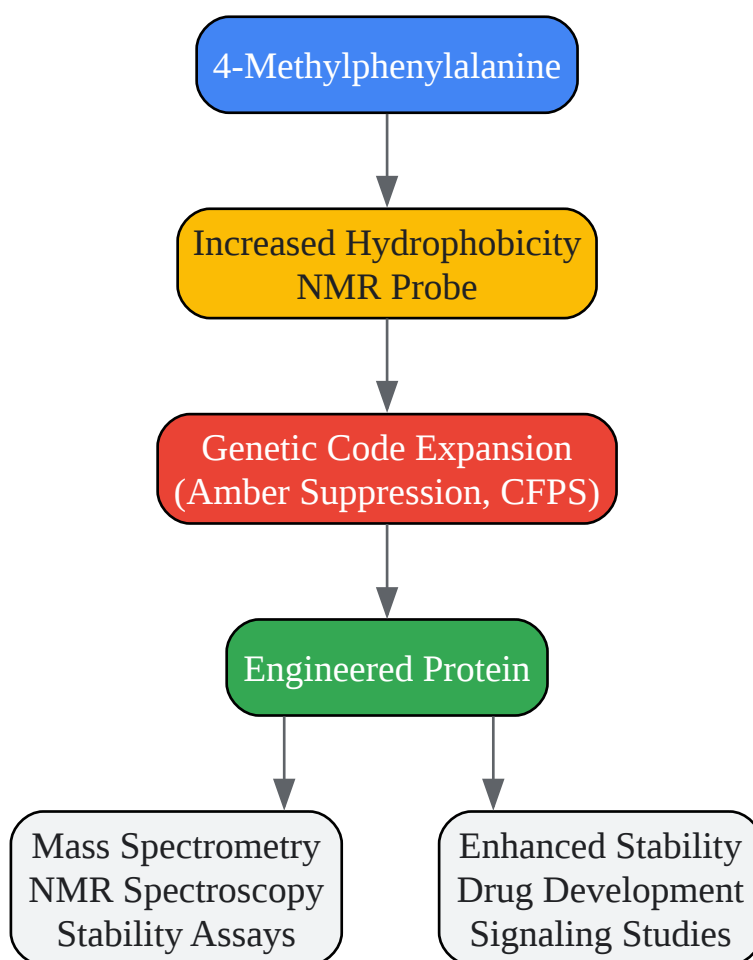 4-Methylphenylalanine
Increased Hydrophobicity
NMR Probe
Genetic Code Expansion
(Amber Suppression, CFPS)
Engineered Protein
Mass Spectrometry
NMR Spectroscopy
Stability Assays
Enhanced Stability
Drug Development
Signaling Studies